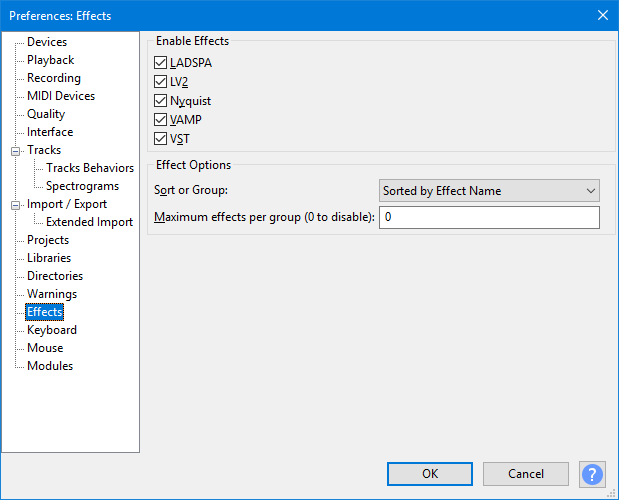 Preferences: Effects
Devices
Playback
Recording
MIDI Devices
Quality
Interface
Tracks
Tracks Behaviors
Spectrograms
Import / Export
Extended Import
Projects
Libraries
Directories
Warnings
Effects
Keyboard
Mouse
Modules
Enable Effects
LADSPA
LV2
Nyquist
VAMP
VST
Effect Options
Sort or Group: Sorted by Effect Name
Maximum effects per group (0 to disable): 0
OK Cancel ?